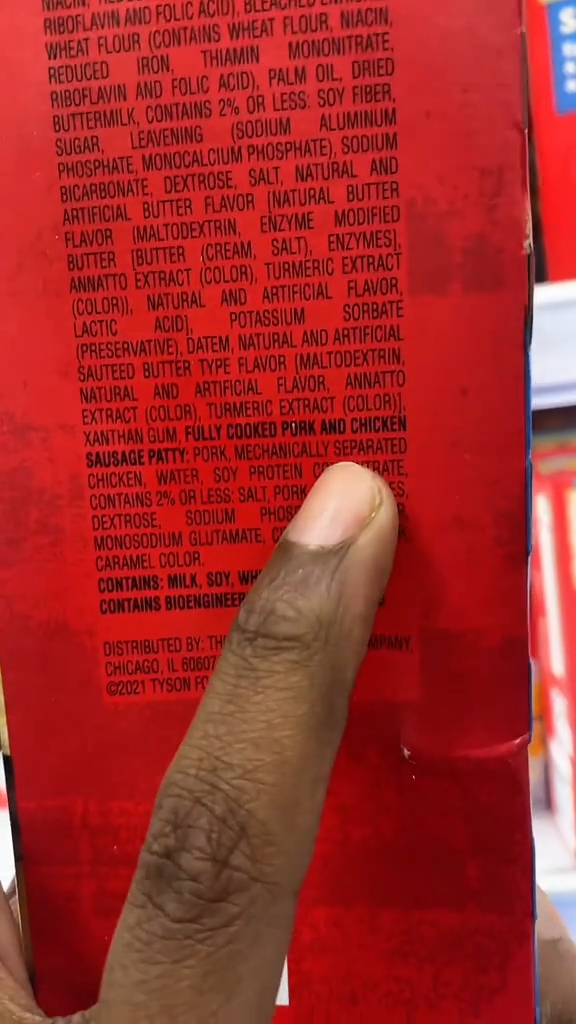 RIBOFLAVIN AND FOLIC ACID), BLEACHED
WHEAT FLOUR (CONTAINS WHEAT FLOUR, NIACIN,
REDUCED IRON, THIAMIN MONONITRATE,
RIBOFLAVIN AND FOLIC ACID), PALM OIL, DRIED
BUTTERMILK, CONTAINS 2% OR LESS: SOY FIBER,
SUGAR, LEAVENING (SODIUM ALUMINUM
PHOSPHATE, MONOCALCIUM PHOSPHATE), SODIUM
BICARBONATE, DEXTROSE, SALT, NATURAL AND
ARTIFICIAL BUTTER FLAVOR [NATURAL BUTTER
FLAVOR (MALTODEXTRIN, ENZYME MODIFIED
BUTTER [BUTTER (CREAM, SALT), ENZYMES],
ANNATTO EXTRACT (COLOR), TURMERIC EXTRACT
(COLOR)), NATURAL AND ARTIFICIAL FLAVOR,
LACTIC ACID], POTASSIUM SORBATE
(PRESERVATIVE), DATEM, NATURAL AND ARTIFICIAL
SAUTEED BUTTER TYPE FLAVOR (MALTODEXTRIN,
NATURAL AND ARTIFICIAL FLAVOR, ANNATTO
EXTRACT (COLOR), TURMERIC EXTRACT (COLOR)],
XANTHAN GUM, FULLY COOKED PORK AND CHICKEN
SAUSAGE PATTY: PORK, MECHANICALLY SEPARATED
CHICKEN, WATER, SOY PROTEIN
CONTAINS 2% OR LESS: SALT,
DEXTROSE, SODIUM
MONOSODIUM GLUTAMATE,
CARAMEL COLOR.
CONTAINS: MILK, SOY,
CONTAINS
DISTRIBUTED BY:
CHICAGO, IL
©2021 TYSON